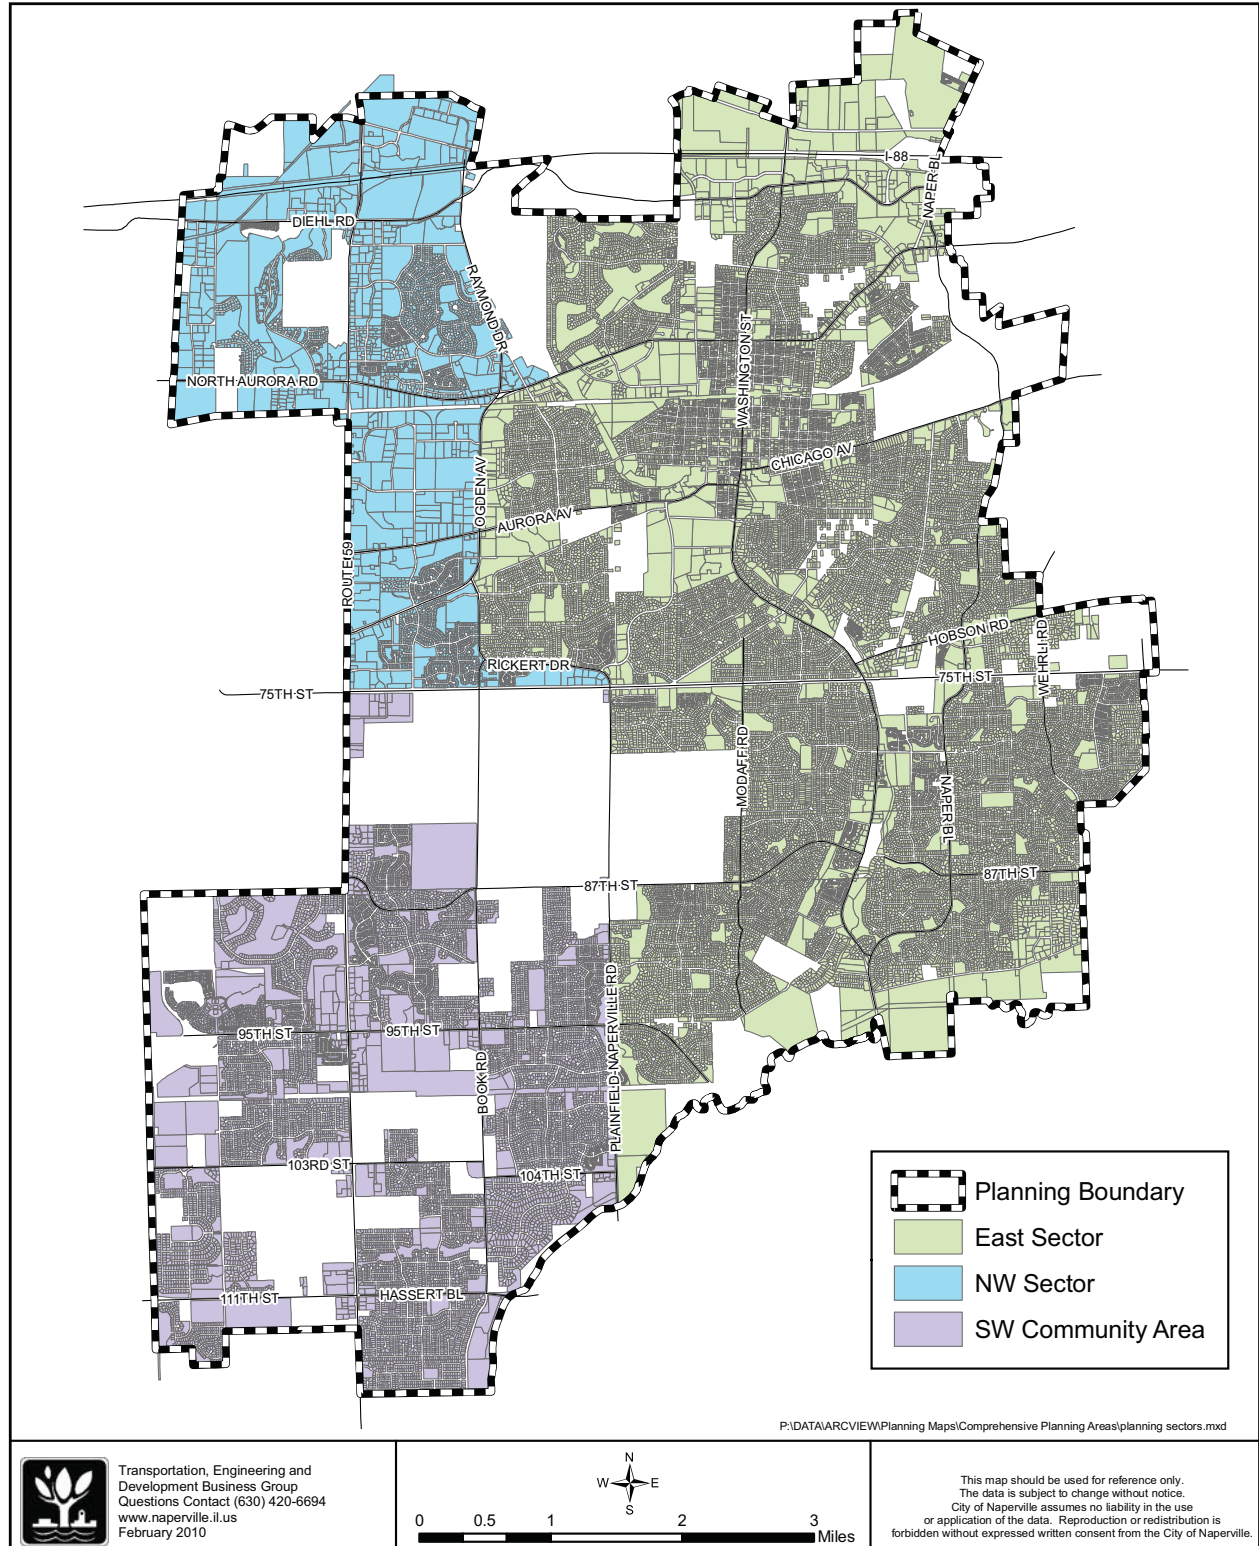 I-88
NAPER BL
DIEHL RD
RAYMOND DR
WASHINGTON ST
NORTH AURORA RD
CHICAGO AV
OGDEN AV
AURORA AV
ROUTE 59
HOBSON RD
WEHRLI RD
RICKERT DR
75TH ST
75TH ST
MODAFF RD
NAPER BL
87TH ST
87TH ST
PLAINFIELD-NAPERVILLE RD
95TH ST
95TH ST
BOOK RD
103RD ST
104TH ST
111TH ST
HASSERT BL
Planning Boundary
East Sector
NW Sector
SW Community Area
P:\DATA\ARCVIEW\Planning Maps\Comprehensive Planning Areas\planning sectors.mxd
Transportation, Engineering and
Development Business Group
Questions Contact (630) 420-6694
www.naperville.il.us
February 2010
N
W E
S
0 0.5 1 2 3
Miles
This map should be used for reference only.
The data is subject to change without notice.
City of Naperville assumes no liability in the use
or application of the data. Reproduction or redistribution is
forbidden without expressed written consent from the City of Naperville.